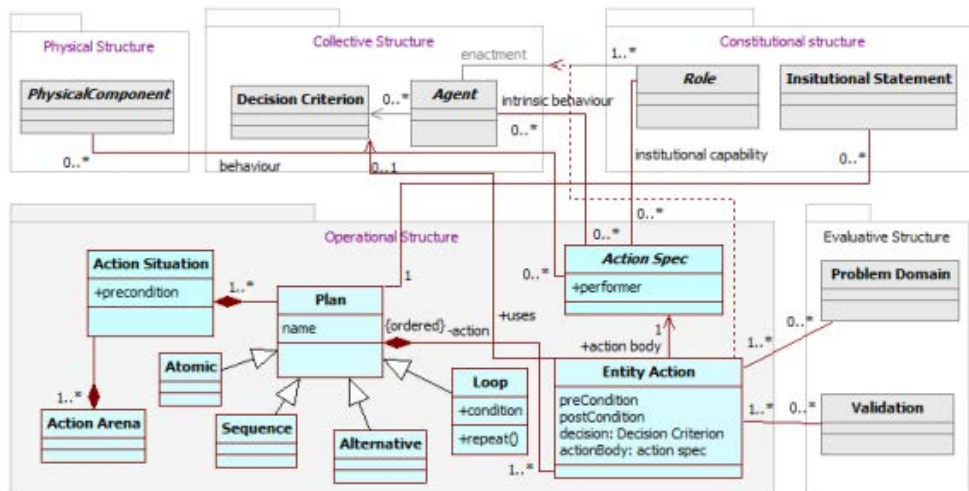 Physical Structure
Collective Structure
Constitutional structure
enactment
1..*
PhysicalComponent
Decision Criterion
0..*
Agent
intrinsic behaviour
Role
Insitutional Statement
0..*
0..*
behaviour
0..1
institutional capability
0..*
0..*
Operational Structure
0..*
Evaluative Structure
Action Situation
+precondition
1..*
Plan
name
1
{ordered}
-action
+uses
0..*
Action Spec
+performer
1
+action body
Problem Domain
0..*
1..*
Atomic
Sequence
Alternative
Loop
+condition
+repeat()
1..*
Action Arena
Entity Action
preCondition
postCondition
decision: Decision Criterion
actionBody: action spec
1..*
1..*
0..*
Validation